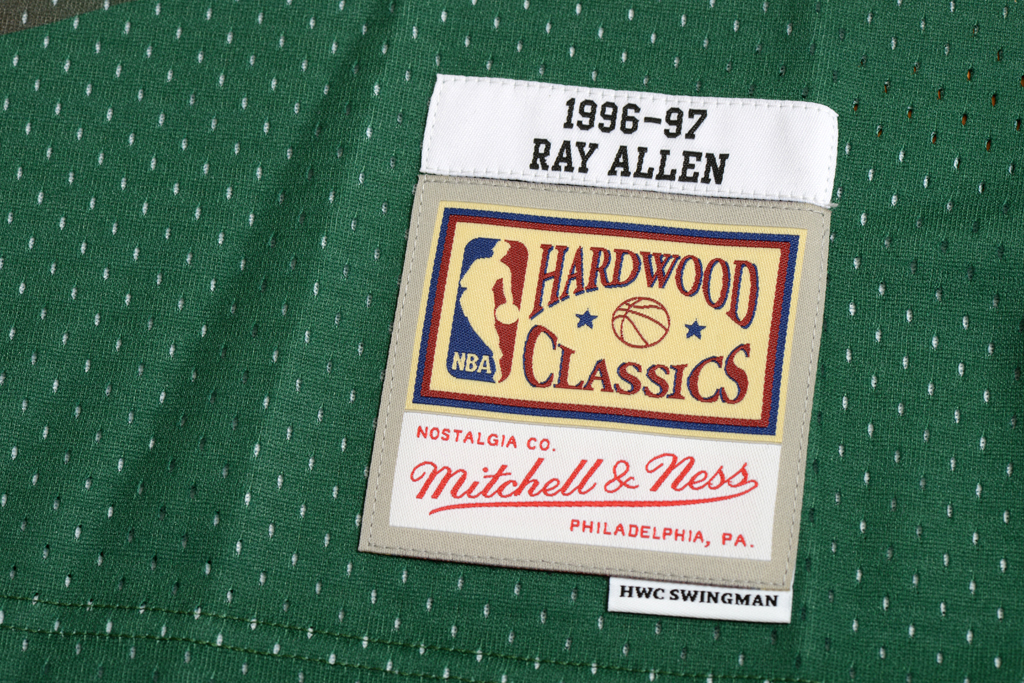 1996-97
RAY ALLEN
HARDWOOD
CLASSICS
NBA
NOSTALGIA CO.
Mitchell & Ness
PHILADELPHIA, PA.
HWC SWINGMAN